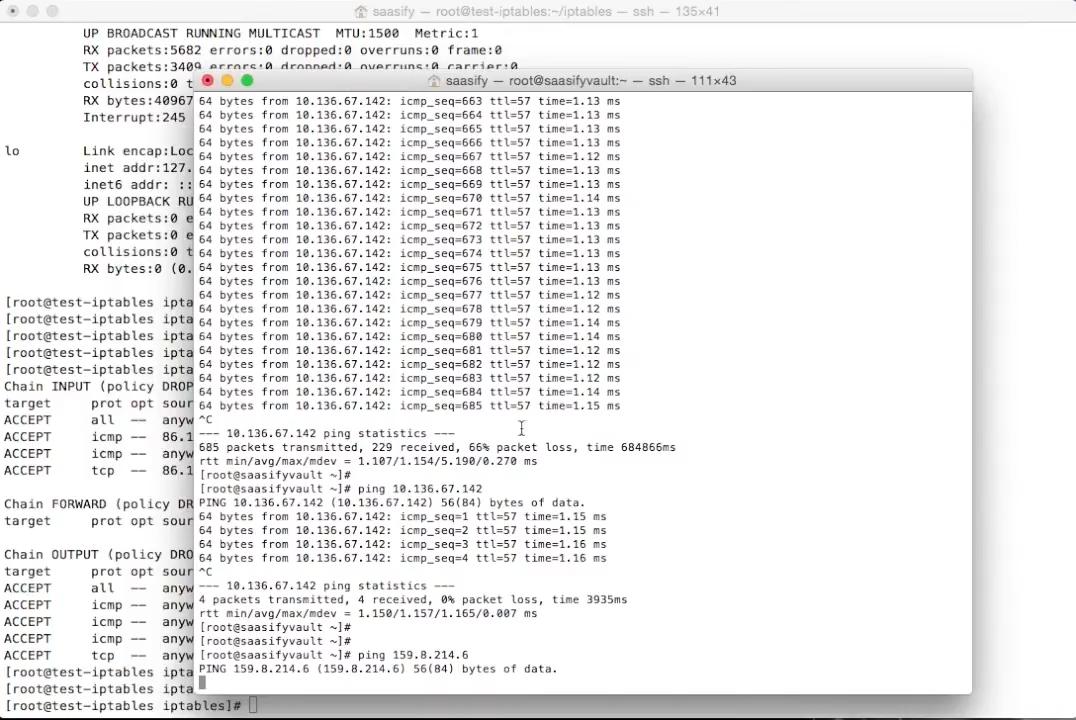 saasify — root@test-iptables:~/iptables — ssh — 135×41
UP BROADCAST RUNNING MULTICAST  MTU:1500  Metric:1
RX packets:5682 errors:0 dropped:0 overruns:0 frame:0
TX packets:3409 errors:0 dropped:0 overruns:0 carrier:0
collisions:0 t
RX bytes:40967
Interrupt:245
lo        Link encap:Loc
inet addr:127.
inet6 addr: ::
UP LOOPBACK RU
RX packets:0 e
TX packets:0 e
collisions:0 t
RX bytes:0 (0.
[root@test-iptables ipta
[root@test-iptables ipta
[root@test-iptables ipta
[root@test-iptables ipta
[root@test-iptables ipta
Chain INPUT (policy DROP
target     prot opt sour
ACCEPT     all  --  anyw
ACCEPT     icmp --  86.1
ACCEPT     icmp --  anyw
ACCEPT     tcp  --  86.1
Chain FORWARD (policy DR
target     prot opt sour
Chain OUTPUT (policy DRO
target     prot opt sour
ACCEPT     all  --  anyw
ACCEPT     icmp --  anyw
ACCEPT     icmp --  anyw
ACCEPT     icmp --  anyw
ACCEPT     tcp  --  anyw
[root@test-iptables ipta
[root@test-iptables ipta
[root@test-iptables iptables]#
saasify — root@saasifyvault:~ — ssh — 111×43
64 bytes from 10.136.67.142: icmp_seq=663 ttl=57 time=1.13 ms
64 bytes from 10.136.67.142: icmp_seq=664 ttl=57 time=1.13 ms
64 bytes from 10.136.67.142: icmp_seq=665 ttl=57 time=1.13 ms
64 bytes from 10.136.67.142: icmp_seq=666 ttl=57 time=1.13 ms
64 bytes from 10.136.67.142: icmp_seq=667 ttl=57 time=1.12 ms
64 bytes from 10.136.67.142: icmp_seq=668 ttl=57 time=1.13 ms
64 bytes from 10.136.67.142: icmp_seq=669 ttl=57 time=1.13 ms
64 bytes from 10.136.67.142: icmp_seq=670 ttl=57 time=1.14 ms
64 bytes from 10.136.67.142: icmp_seq=671 ttl=57 time=1.13 ms
64 bytes from 10.136.67.142: icmp_seq=672 ttl=57 time=1.13 ms
64 bytes from 10.136.67.142: icmp_seq=673 ttl=57 time=1.13 ms
64 bytes from 10.136.67.142: icmp_seq=674 ttl=57 time=1.13 ms
64 bytes from 10.136.67.142: icmp_seq=675 ttl=57 time=1.13 ms
64 bytes from 10.136.67.142: icmp_seq=676 ttl=57 time=1.13 ms
64 bytes from 10.136.67.142: icmp_seq=677 ttl=57 time=1.12 ms
64 bytes from 10.136.67.142: icmp_seq=678 ttl=57 time=1.12 ms
64 bytes from 10.136.67.142: icmp_seq=679 ttl=57 time=1.14 ms
64 bytes from 10.136.67.142: icmp_seq=680 ttl=57 time=1.14 ms
64 bytes from 10.136.67.142: icmp_seq=681 ttl=57 time=1.12 ms
64 bytes from 10.136.67.142: icmp_seq=682 ttl=57 time=1.12 ms
64 bytes from 10.136.67.142: icmp_seq=683 ttl=57 time=1.12 ms
64 bytes from 10.136.67.142: icmp_seq=684 ttl=57 time=1.14 ms
64 bytes from 10.136.67.142: icmp_seq=685 ttl=57 time=1.15 ms
^C
--- 10.136.67.142 ping statistics ---
685 packets transmitted, 229 received, 66% packet loss, time 684866ms
rtt min/avg/max/mdev = 1.107/1.154/5.190/0.270 ms
[root@saasifyvault ~]#
[root@saasifyvault ~]# ping 10.136.67.142
PING 10.136.67.142 (10.136.67.142) 56(84) bytes of data.
64 bytes from 10.136.67.142: icmp_seq=1 ttl=57 time=1.15 ms
64 bytes from 10.136.67.142: icmp_seq=2 ttl=57 time=1.15 ms
64 bytes from 10.136.67.142: icmp_seq=3 ttl=57 time=1.16 ms
64 bytes from 10.136.67.142: icmp_seq=4 ttl=57 time=1.16 ms
^C
--- 10.136.67.142 ping statistics ---
4 packets transmitted, 4 received, 0% packet loss, time 3935ms
rtt min/avg/max/mdev = 1.150/1.157/1.165/0.007 ms
[root@saasifyvault ~]#
[root@saasifyvault ~]#
[root@saasifyvault ~]# ping 159.8.214.6
PING 159.8.214.6 (159.8.214.6) 56(84) bytes of data.